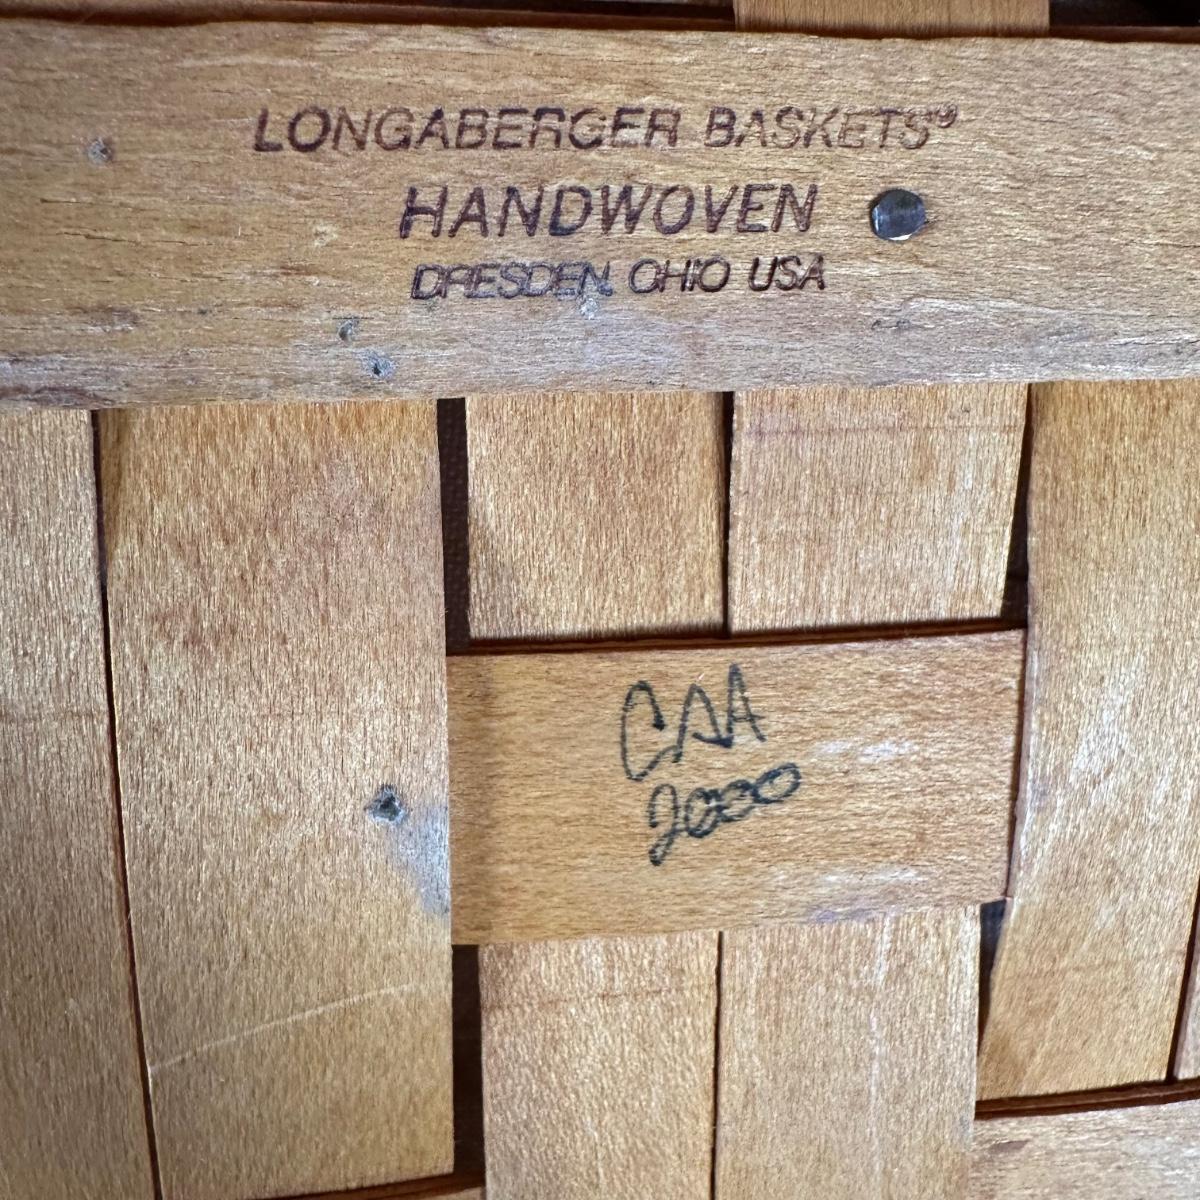 LONGABERGER BASKETS®
HANDWOVEN
DRESDEN, OHIO USA
CAA
2000